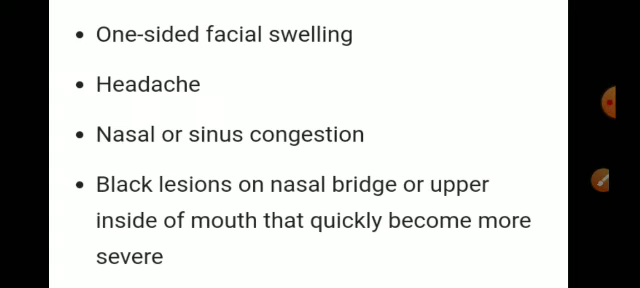 • One-sided facial swelling
• Headache
• Nasal or sinus congestion
• Black lesions on nasal bridge or upper
inside of mouth that quickly become more
severe